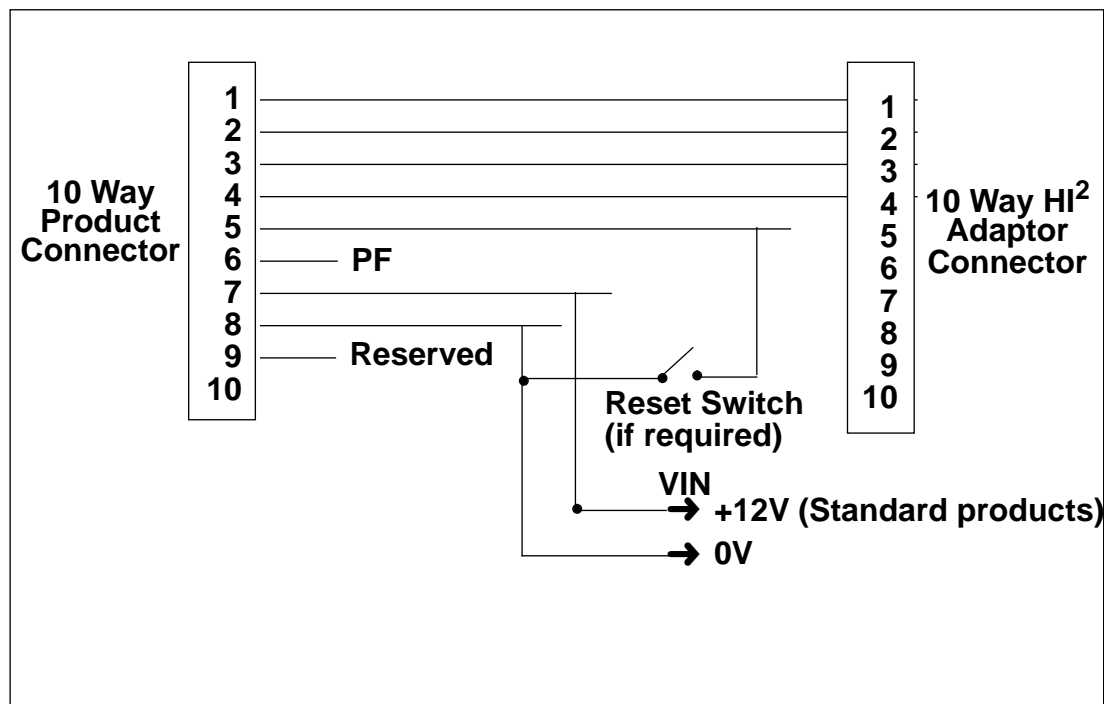 10 Way
Product
Connector
1
2
3
4
5
6
7
8
9
10
PF
Reserved
Reset Switch
(if required)
VIN
+12V (Standard products)
0V
1
2
3
4
5
6
7
8
9
10
10 Way HI²
Adaptor
Connector